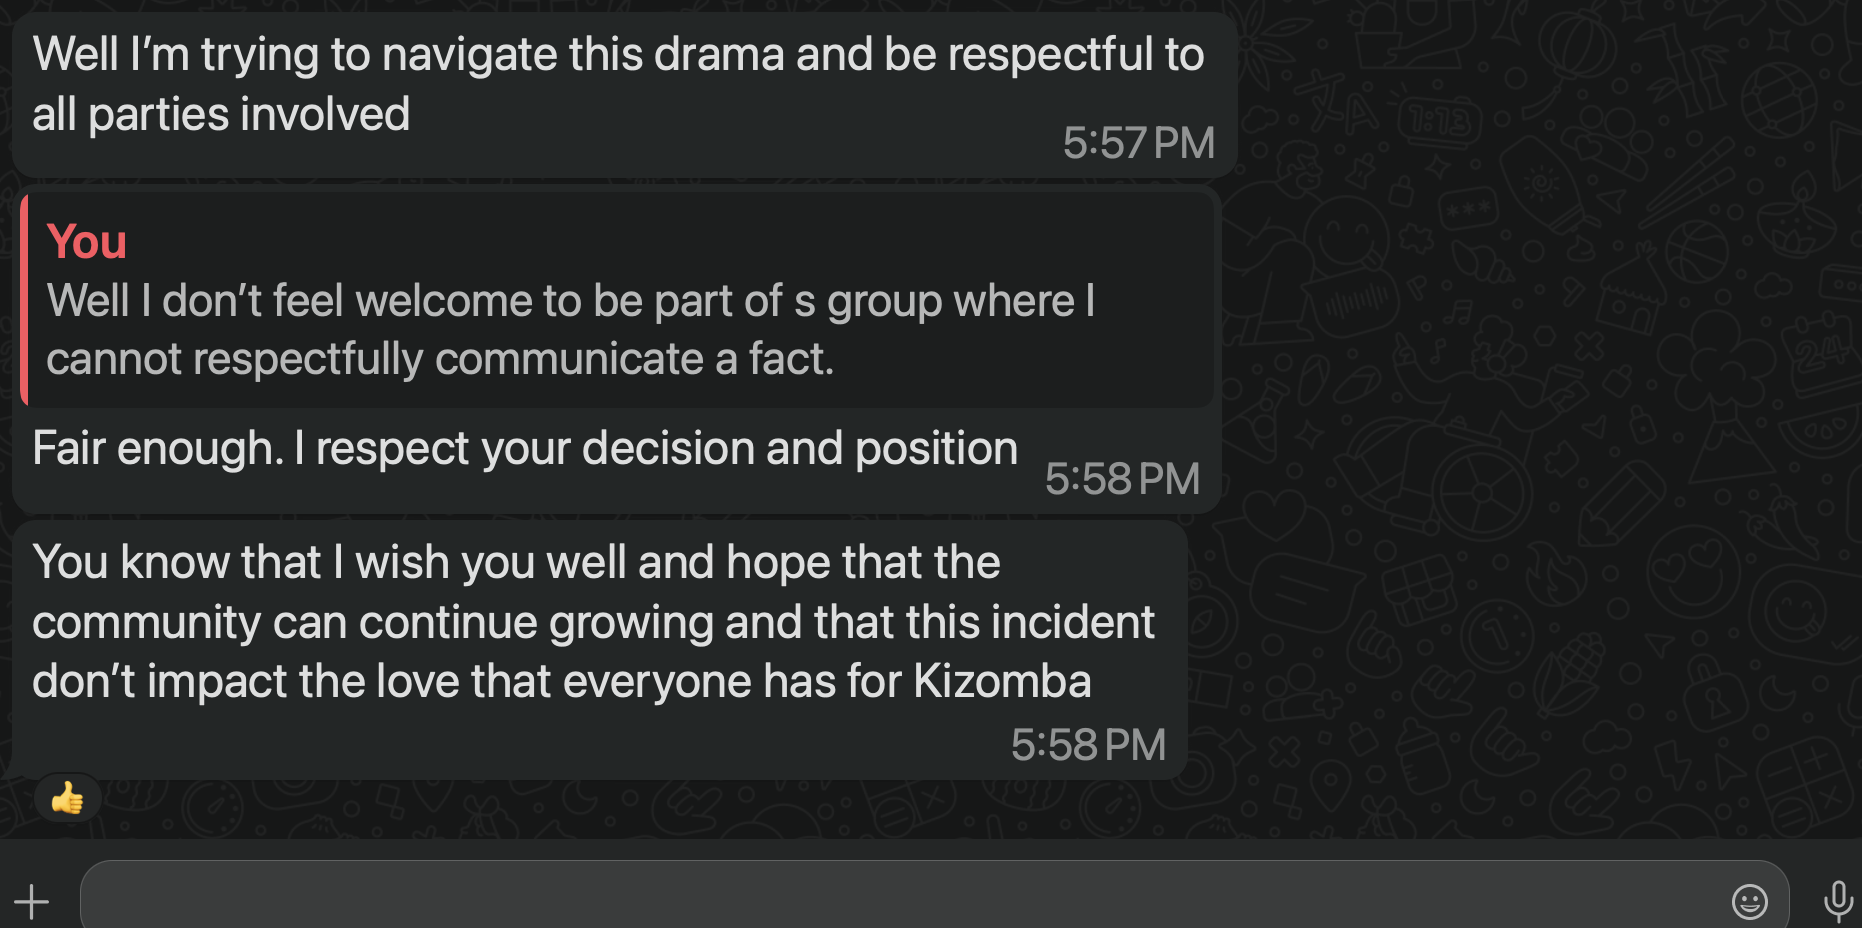 Well I’m trying to navigate this drama and be respectful to
all parties involved
5:57 PM
You
Well I don’t feel welcome to be part of s group where I
cannot respectfully communicate a fact.
Fair enough. I respect your decision and position
5:58 PM
You know that I wish you well and hope that the
community can continue growing and that this incident
don’t impact the love that everyone has for Kizomba
5:58 PM